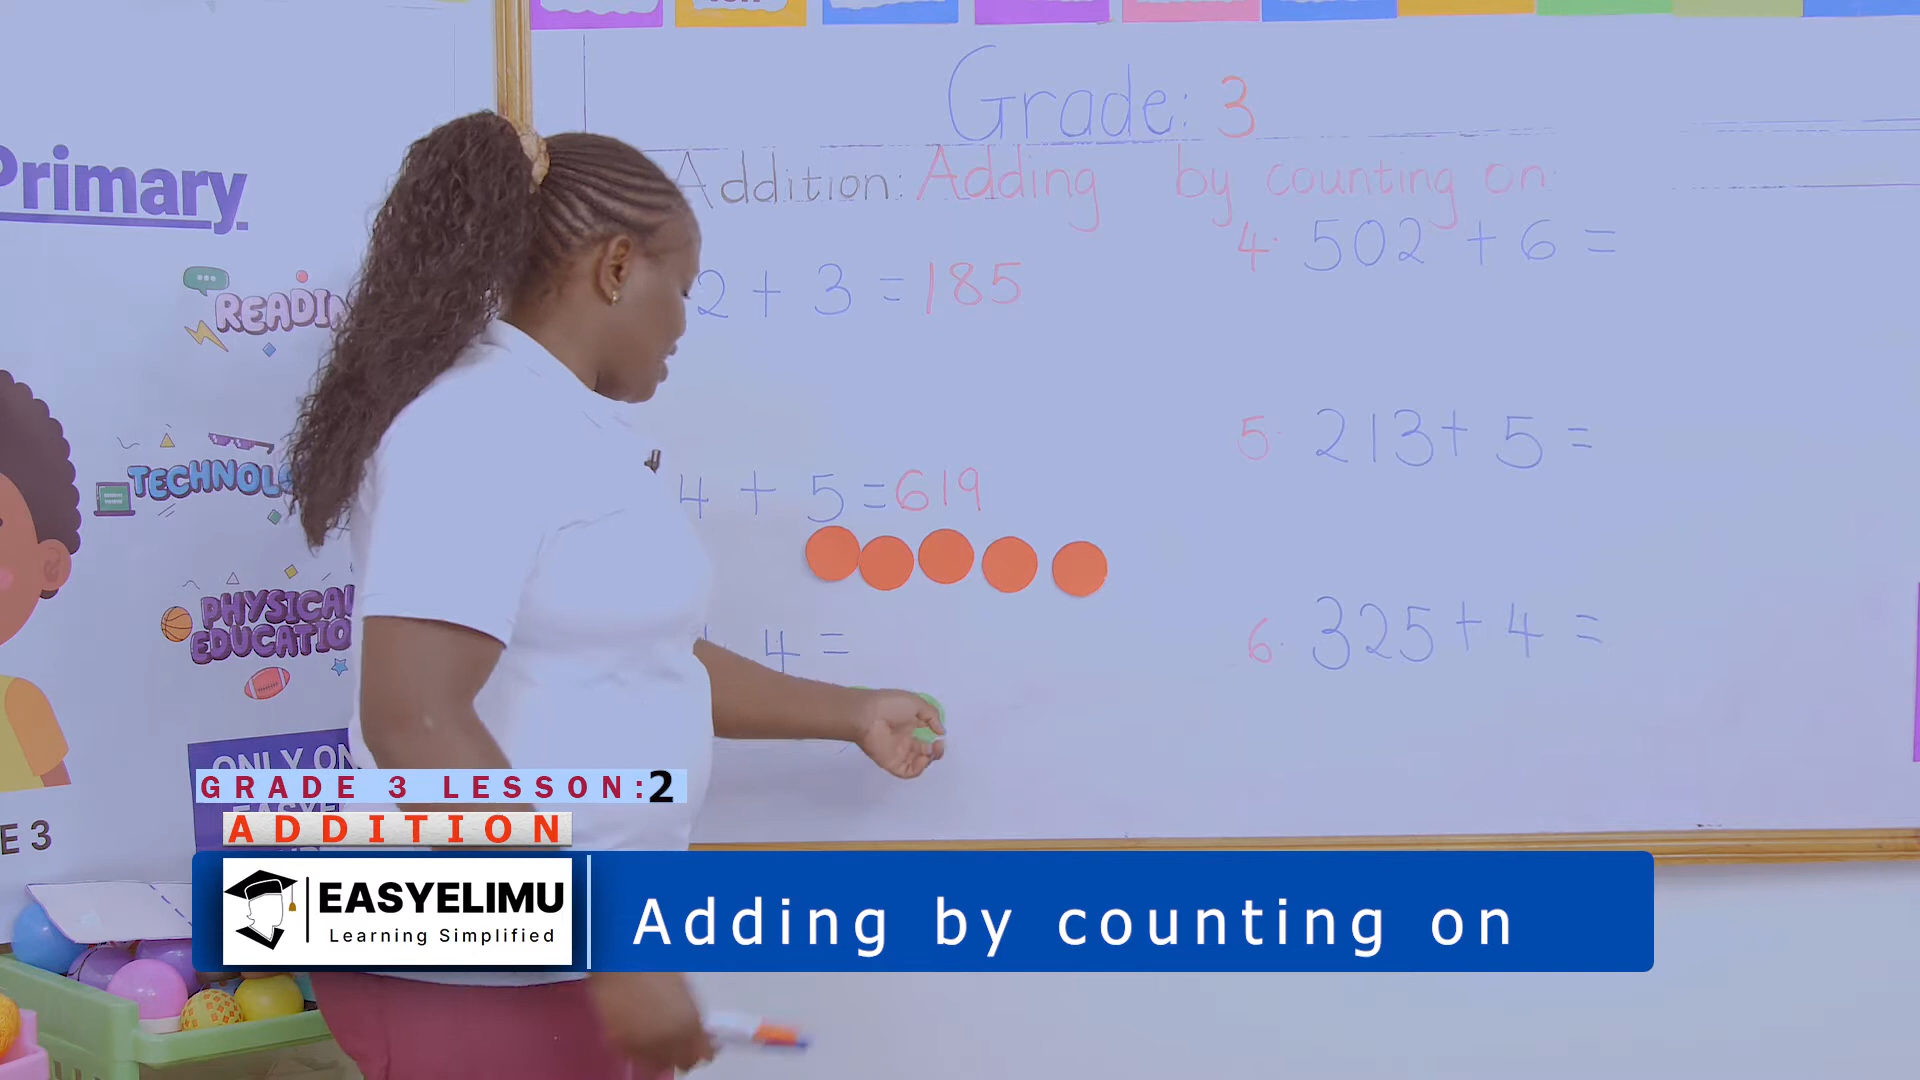 Grade: 3
Addition: Adding by counting on:
2 + 3 = 185
4 + 5 = 619
4 =
4. 502 + 6 =
5. 213 + 5 =
6. 325 + 4 =
Primary
READIN
TECHNOLO
PHYSICAL
EDUCATIO
ONLY ON
E 3
GRADE 3 LESSON:2
ADDITION
EASYELIMU
Learning Simplified
Adding by counting on